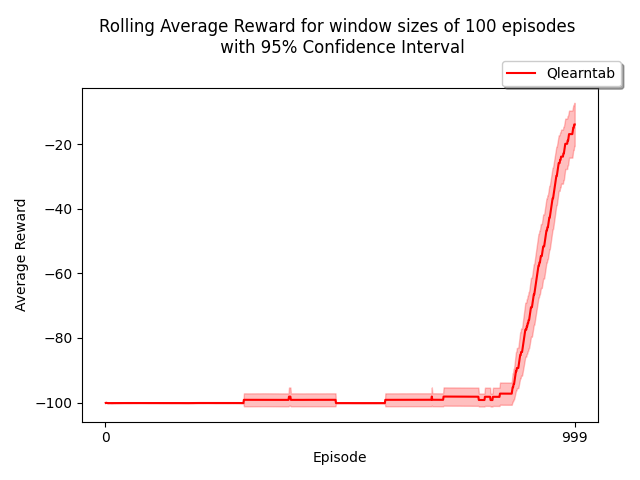 Rolling Average Reward for window sizes of 100 episodes
with 95% Confidence Interval
Qlearntab
−20
−40
−60
−80
−100
Average Reward
0
999
Episode